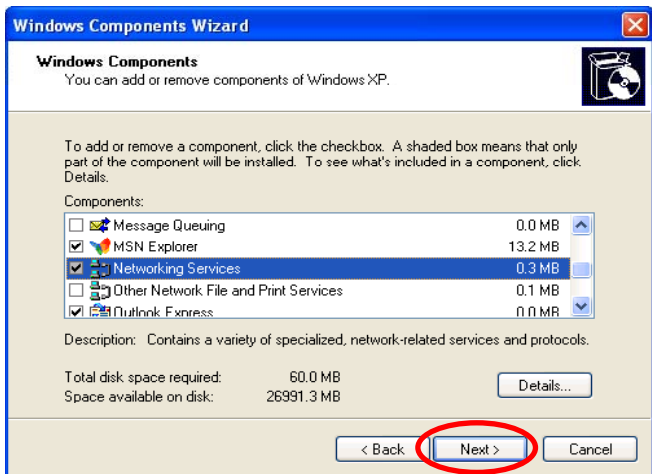 Windows Components Wizard
Windows Components
You can add or remove components of Windows XP.
To add or remove a component, click the checkbox. A shaded box means that only
part of the component will be installed. To see what's included in a component, click
Details.
Components:
Message Queuing 0.0 MB
MSN Explorer 13.2 MB
Networking Services 0.3 MB
Other Network File and Print Services 0.1 MB
Outlook Express 0.0 MB
Description: Contains a variety of specialized, network-related services and protocols.
Total disk space required: 60.0 MB
Space available on disk: 26991.3 MB
Details...
< Back Next > Cancel